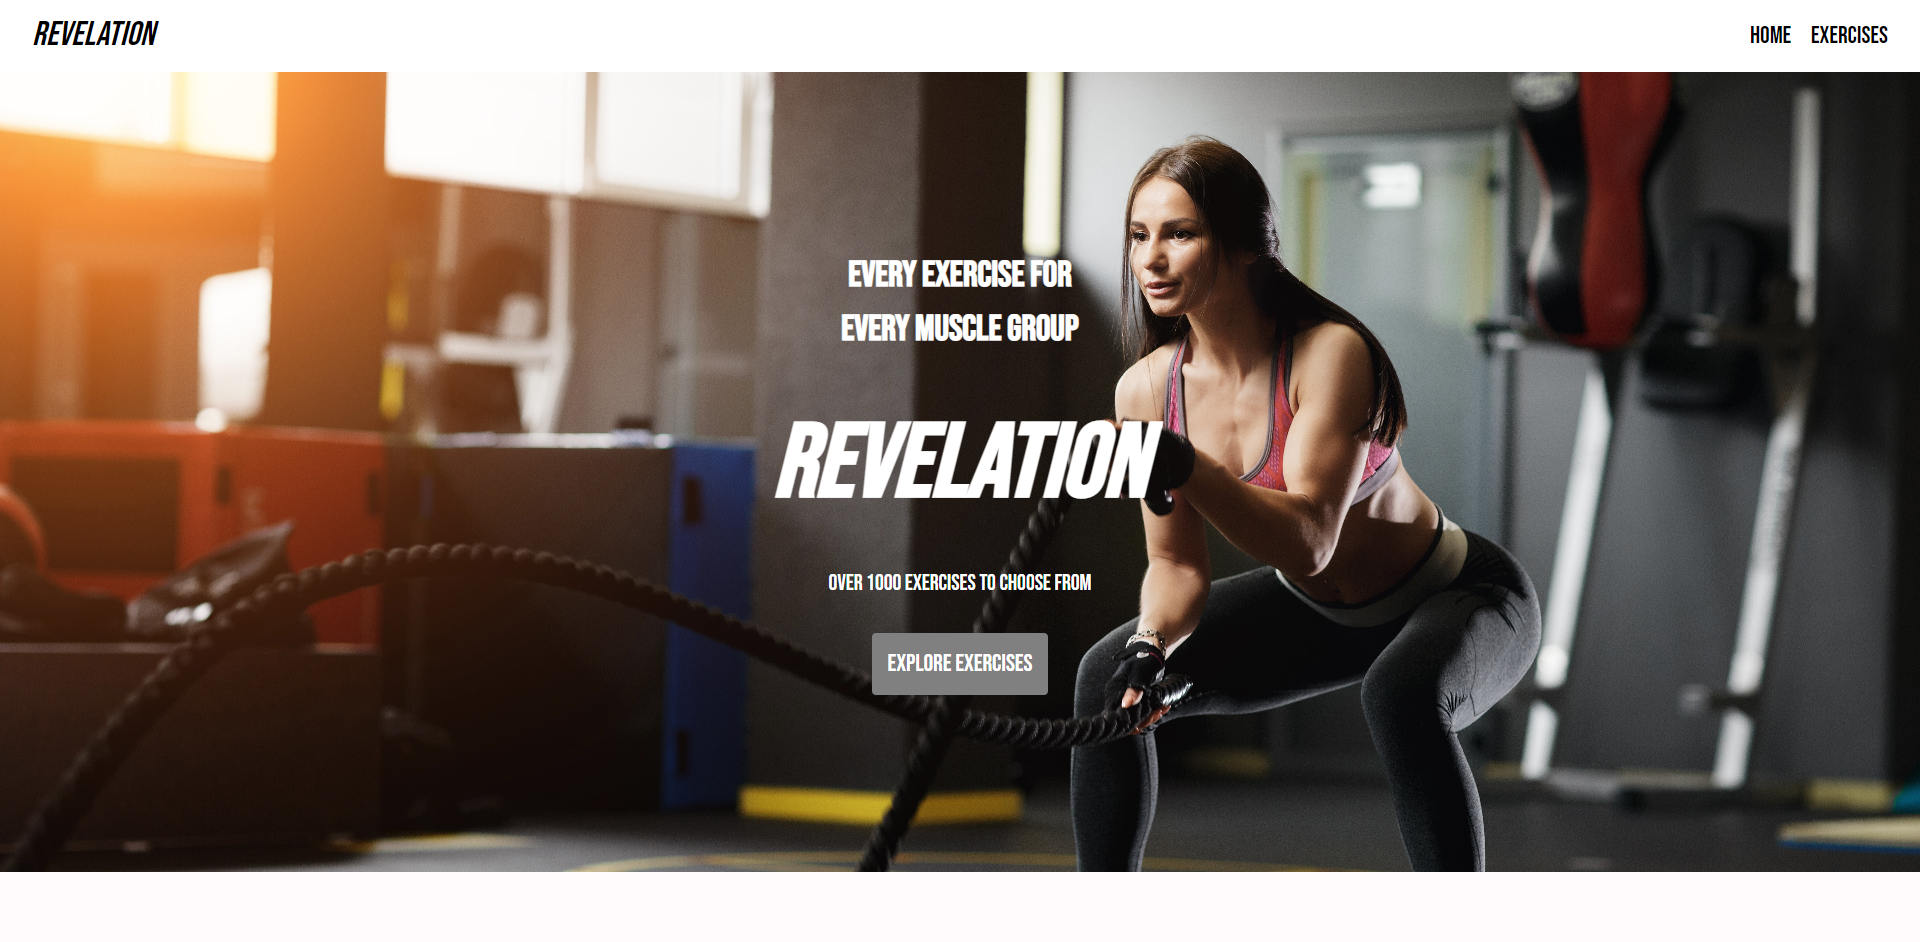 REVELATION
HOME EXERCISES
EVERY EXERCISE FOR
EVERY MUSCLE GROUP
REVELATION
OVER 1000 EXERCISES TO CHOOSE FROM
EXPLORE EXERCISES